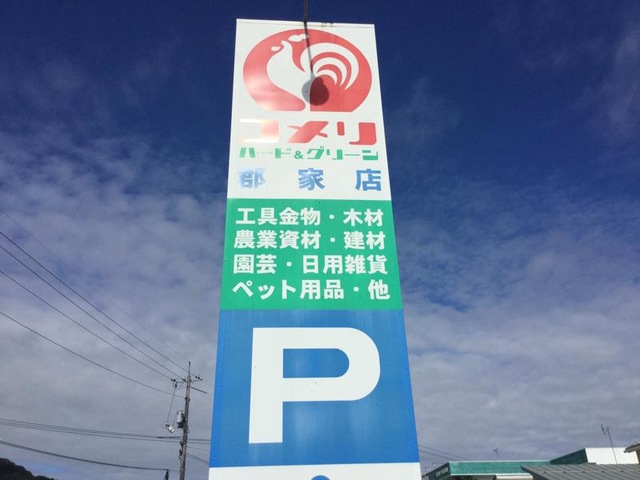 コメリ
ハード&グリーン
郡家店
工具金物・木材
農業資材・建材
園芸・日用雑貨
ペット用品・他
P